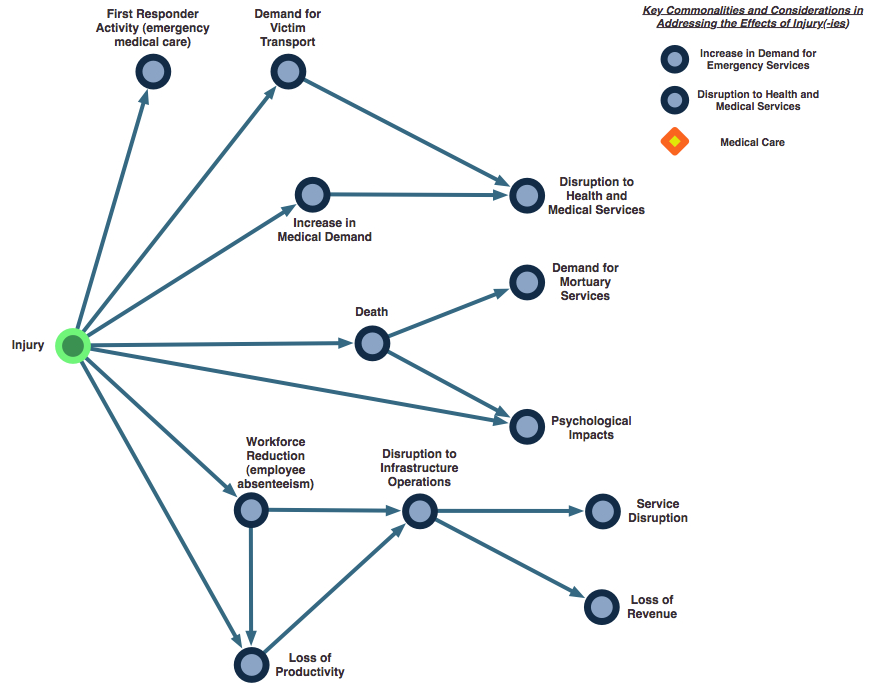 First Responder
Activity (emergency
medical care)
Demand for
Victim
Transport
Key Commonalities and Considerations in
Addressing the Effects of Injury(-ies)
Increase in Demand for
Emergency Services
Disruption to Health and
Medical Services
Medical Care
Disruption to
Health and
Medical Services
Increase in
Medical Demand
Demand for
Mortuary
Services
Death
Injury
Psychological
Impacts
Workforce
Reduction
(employee
absenteeism)
Disruption to
Infrastructure
Operations
Service
Disruption
Loss of
Revenue
Loss of
Productivity